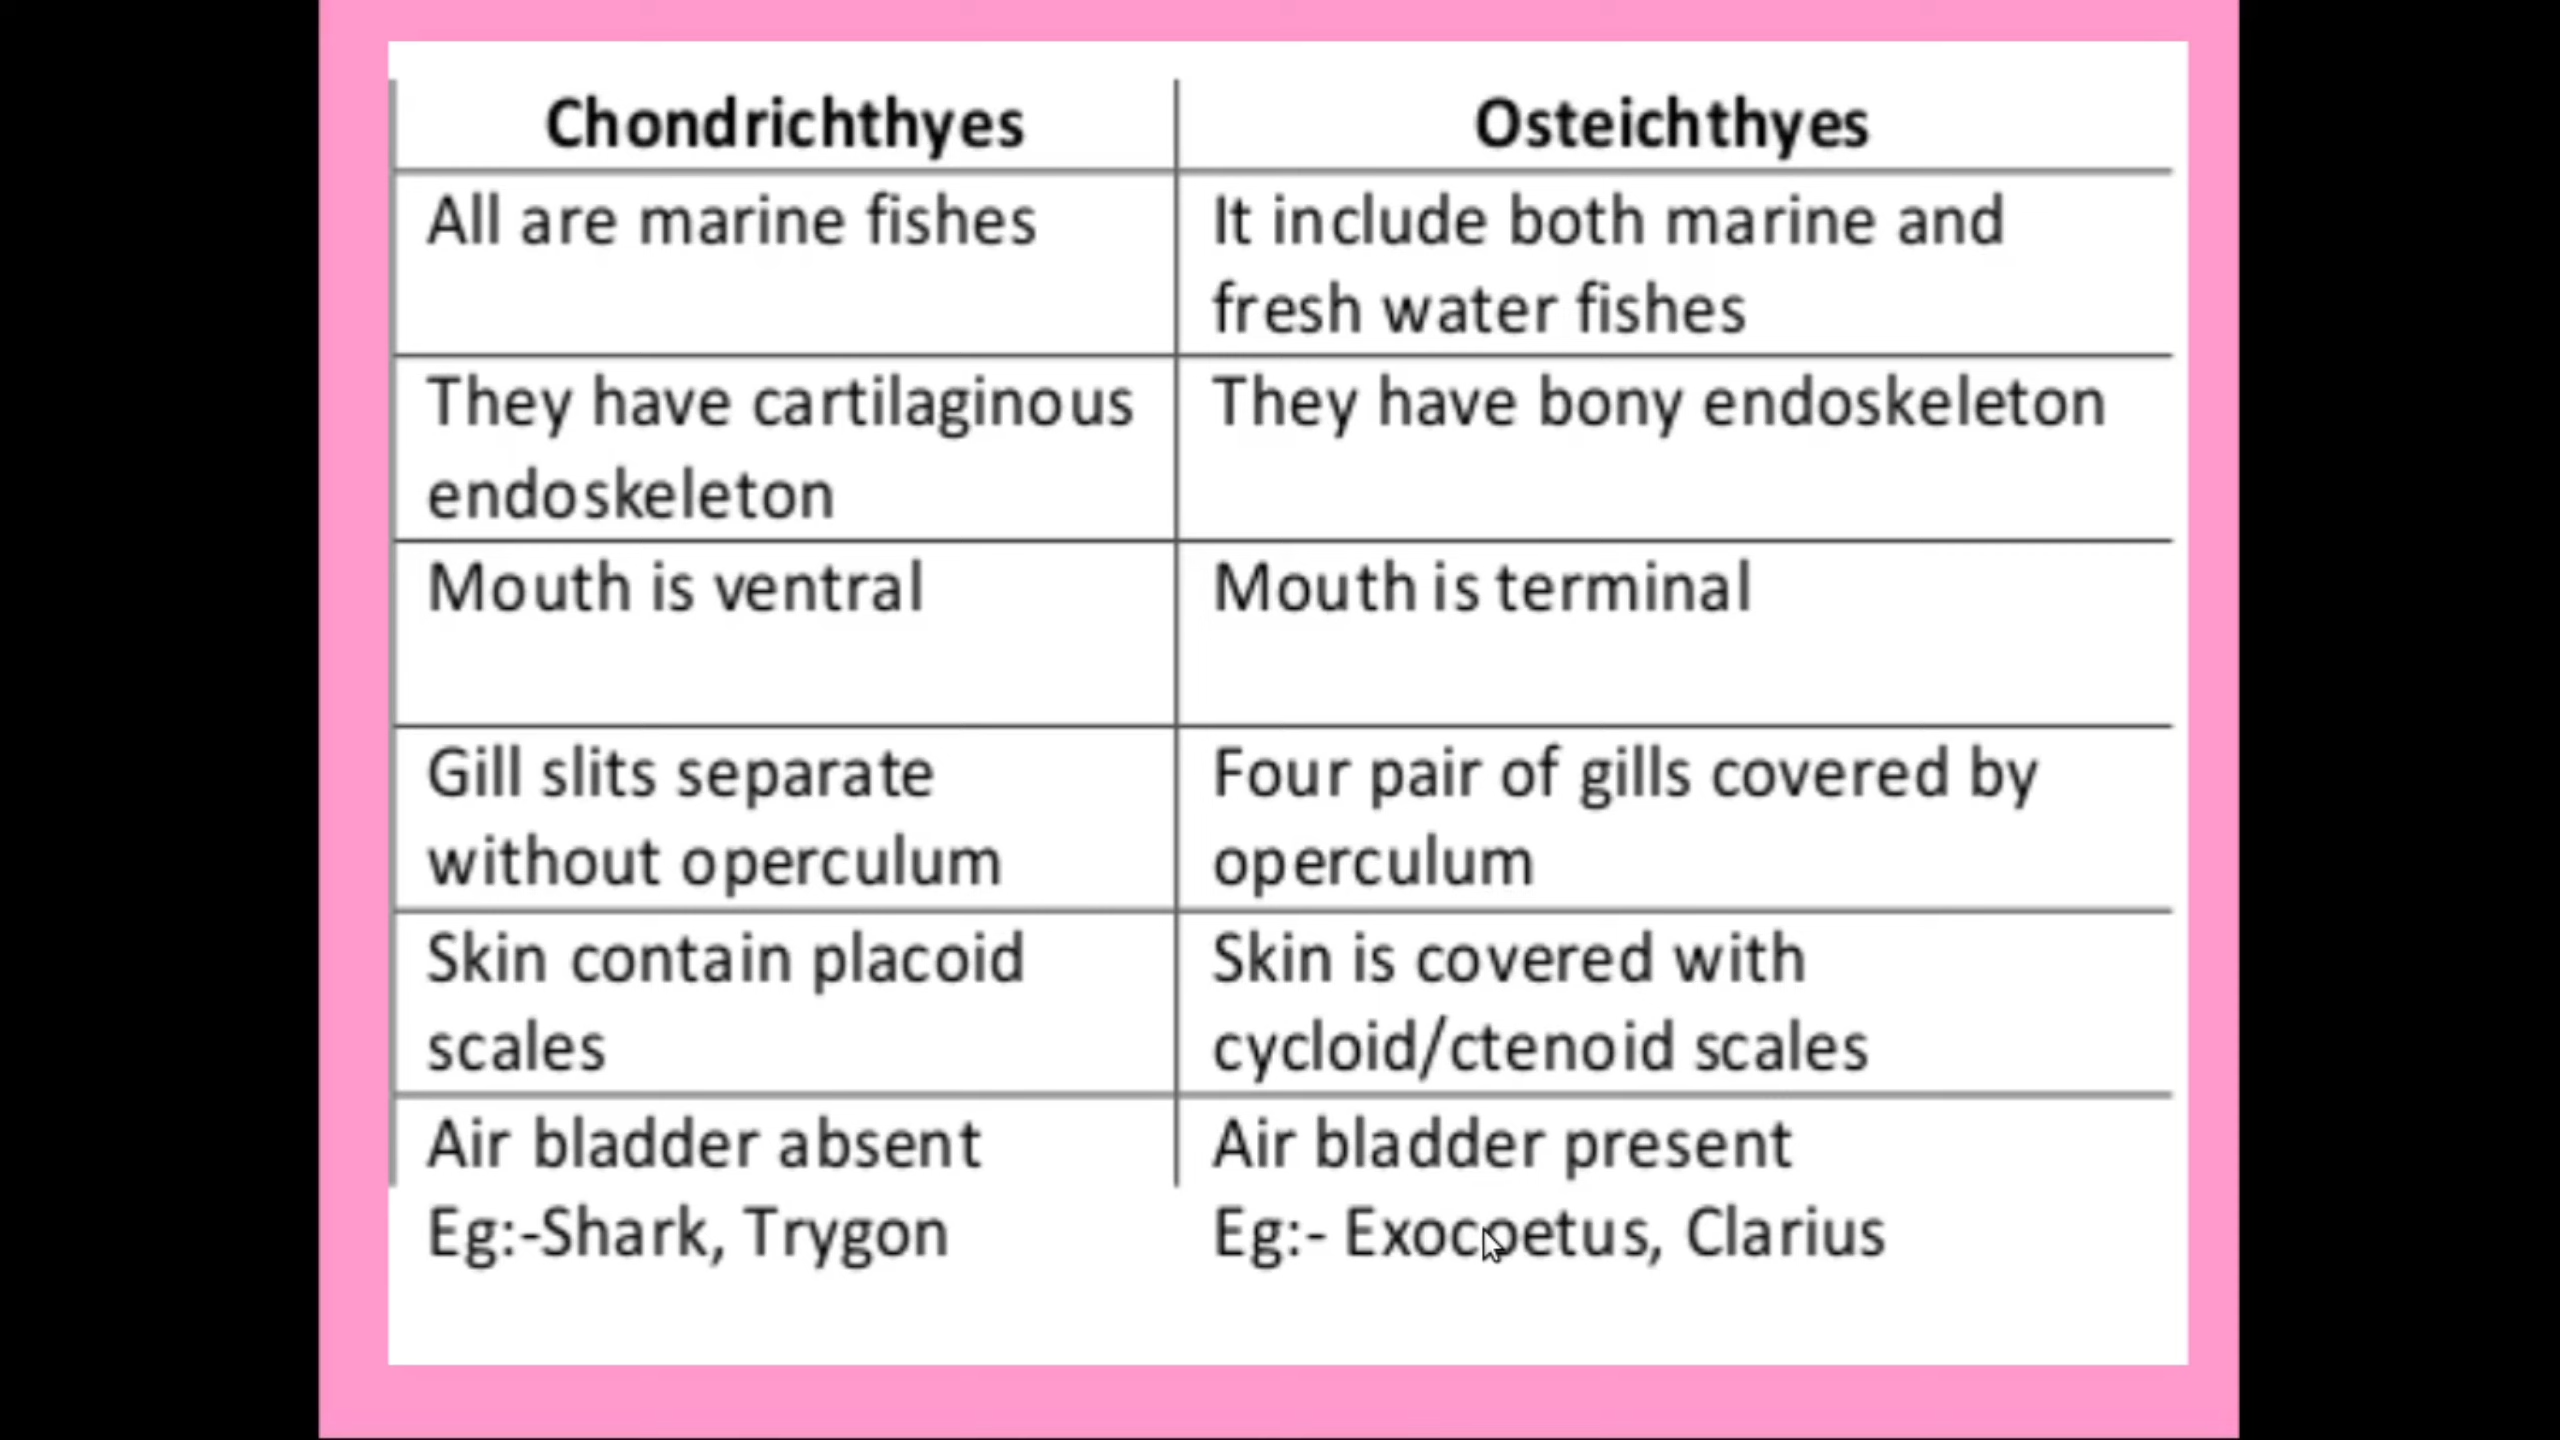 Chondrichthyes
Osteichthyes
All are marine fishes
It include both marine and
fresh water fishes
They have cartilaginous
endoskeleton
They have bony endoskeleton
Mouth is ventral
Mouth is terminal
Gill slits separate
without operculum
Four pair of gills covered by
operculum
Skin contain placoid
scales
Skin is covered with
cycloid/ctenoid scales
Air bladder absent
Eg:-Shark, Trygon
Air bladder present
Eg:- Exocoetus, Clarius